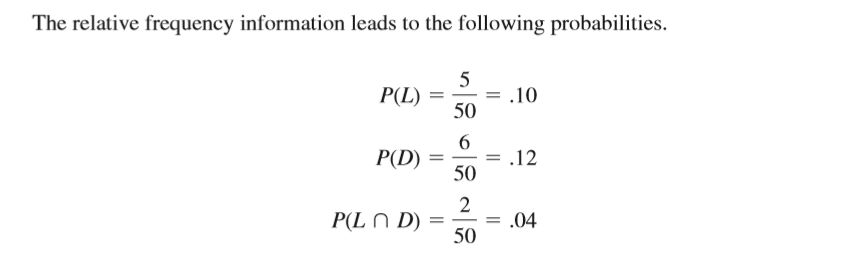 The relative frequency information leads to the following probabilities.
P(L) = 5/50 = .10
P(D) = 6/50 = .12
P(L ∩ D) = 2/50 = .04